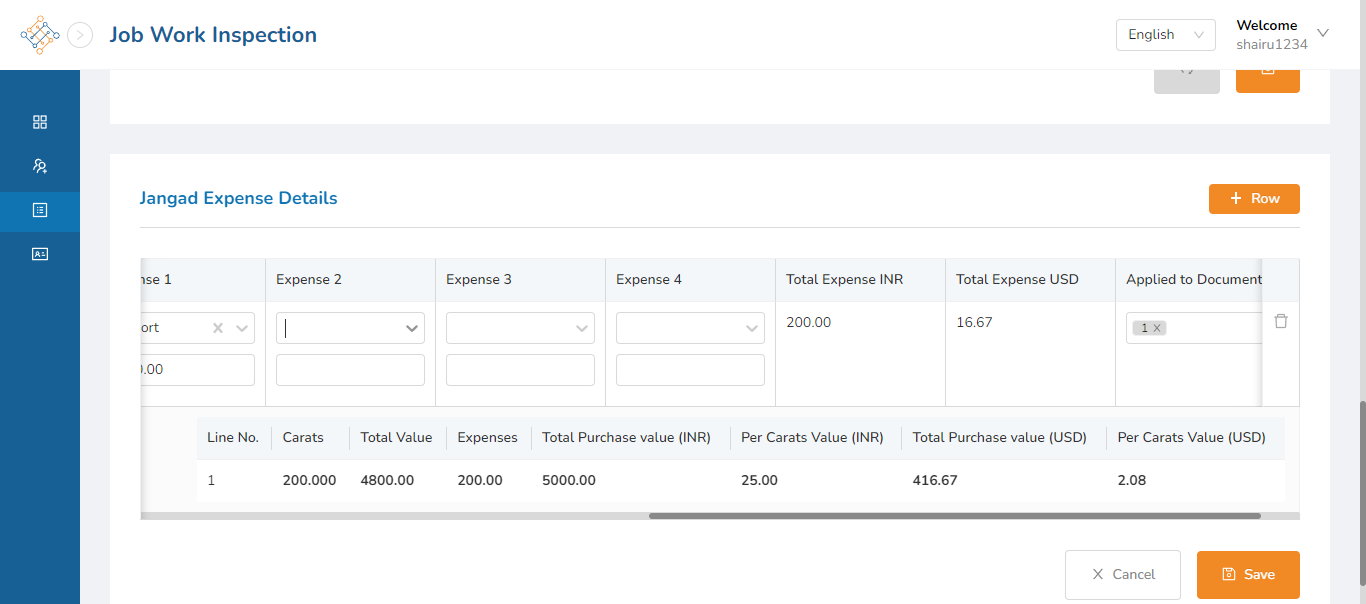 Job Work Inspection
English
Welcome
shairu1234
Jangad Expense Details
Row
nse 1 Expense 2 Expense 3 Expense 4 Total Expense INR Total Expense USD Applied to Document
ort 200.00 16.67 1
.00
Line No. Carats Total Value Expenses Total Purchase value (INR) Per Carats Value (INR) Total Purchase value (USD) Per Carats Value (USD)
1 200.000 4800.00 200.00 5000.00 25.00 416.67 2.08
Cancel Save